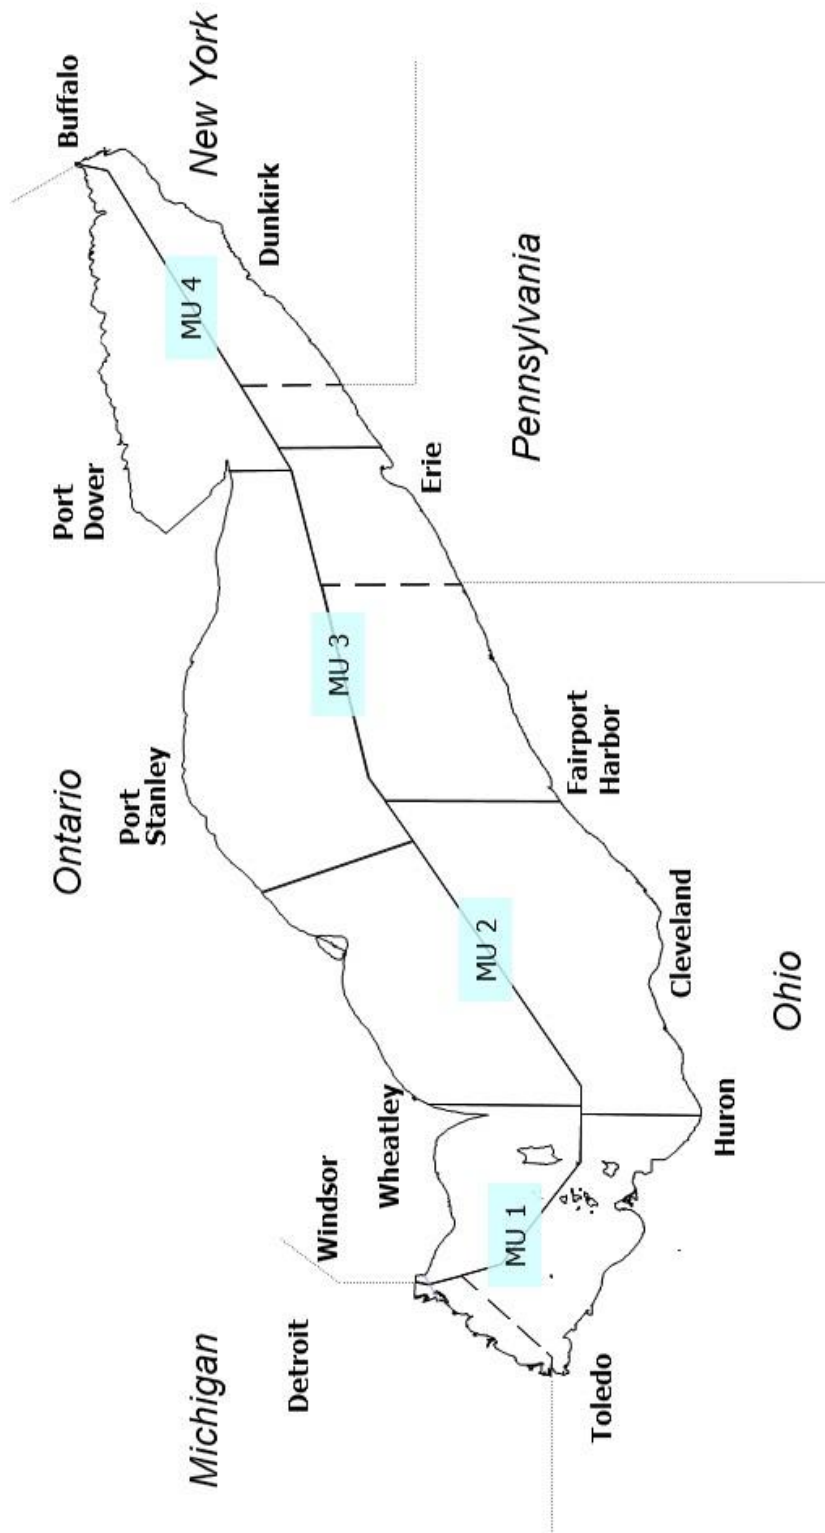 Ontario
Port
Dover
Buffalo
New York
Port
Stanley
MU 4
Dunkirk
Michigan
Windsor
Wheatley
MU 3
Erie
Pennsylvania
Detroit
MU 1
MU 2
Fairport
Harbor
Toledo
Huron
Cleveland
Ohio